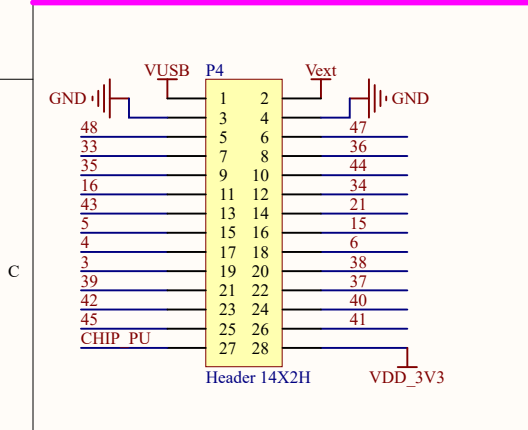 VUSB P4 Vext
GND 1 2 GND
3 4
48 5 6 47
33 7 8 36
35 9 10 44
16 11 12 34
43 13 14 21
5 15 16 15
4 17 18 6
3 19 20 38
39 21 22 37
42 23 24 40
45 25 26 41
CHIP_PU 27 28
Header 14X2H VDD_3V3
C